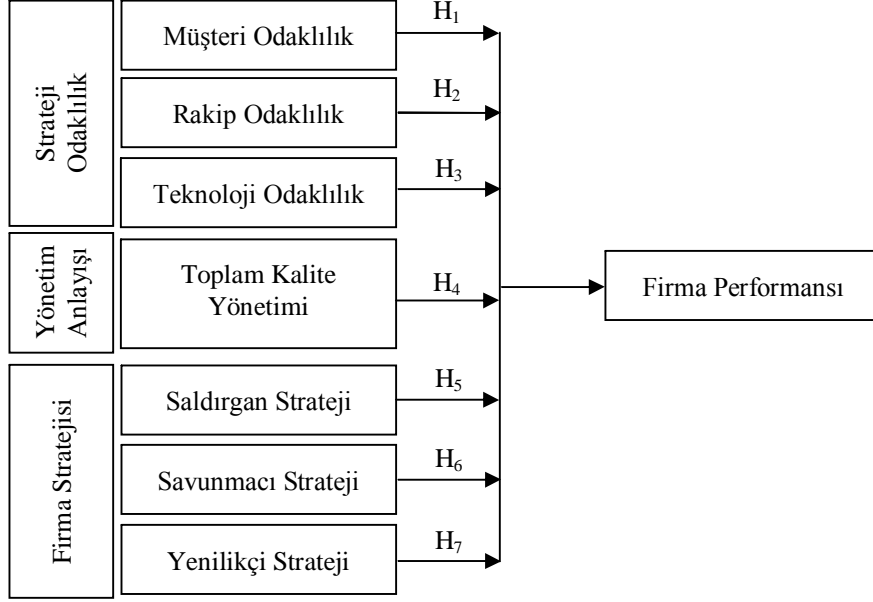 Strateji
Odaklılık
Müşteri Odaklılık
H₁
Rakip Odaklılık
H₂
Teknoloji Odaklılık
H₃
Yönetim
Anlayışı
Toplam Kalite
Yönetimi
H₄
Firma Performansı
Firma Stratejisi
Saldırgan Strateji
H₅
Savunmacı Strateji
H₆
Yenilikçi Strateji
H₇